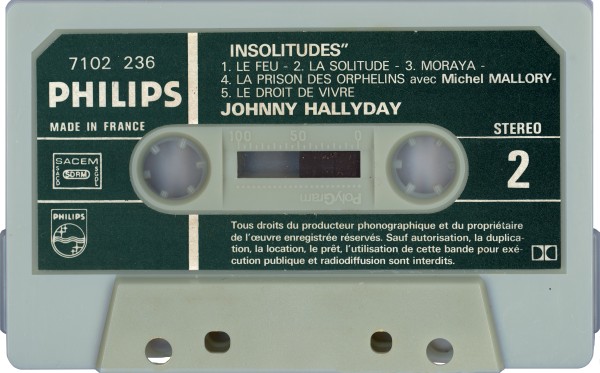 7102 236
PHILIPS
MADE IN FRANCE
INSOLITUDES"
1. LE FEU - 2. LA SOLITUDE - 3. MORAYA -
4. LA PRISON DES ORPHELINS avec Michel MALLORY-
5. LE DROIT DE VIVRE
JOHNNY HALLYDAY
STEREO
2
100 50 0
PolyGram
SACEM
SACD SDRM SGDL
PHILIPS
Tous droits du producteur phonographique et du propriétaire
de l'œuvre enregistrée réservés. Sauf autorisation, la duplica-
tion, la location, le prêt, l'utilisation de cette bande pour exé-
cution publique et radiodiffusion sont interdits.